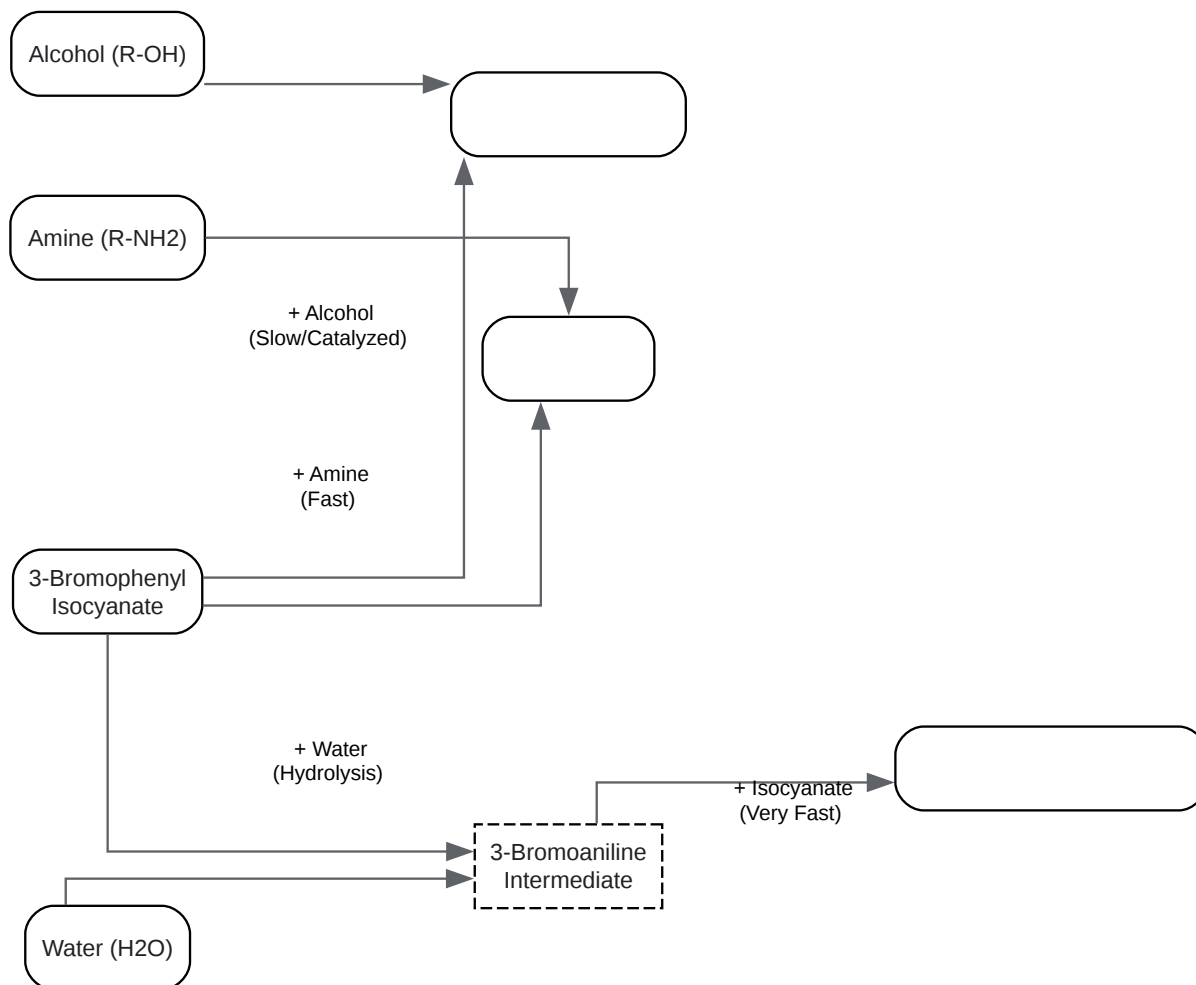 Alcohol (R-OH)
Amine (R-NH2)
+ Alcohol
(Slow/Catalyzed)
+ Amine
(Fast)
3-Bromophenyl
Isocyanate
+ Water
(Hydrolysis)
+ Isocyanate
(Very Fast)
3-Bromoaniline
Intermediate
Water (H2O)